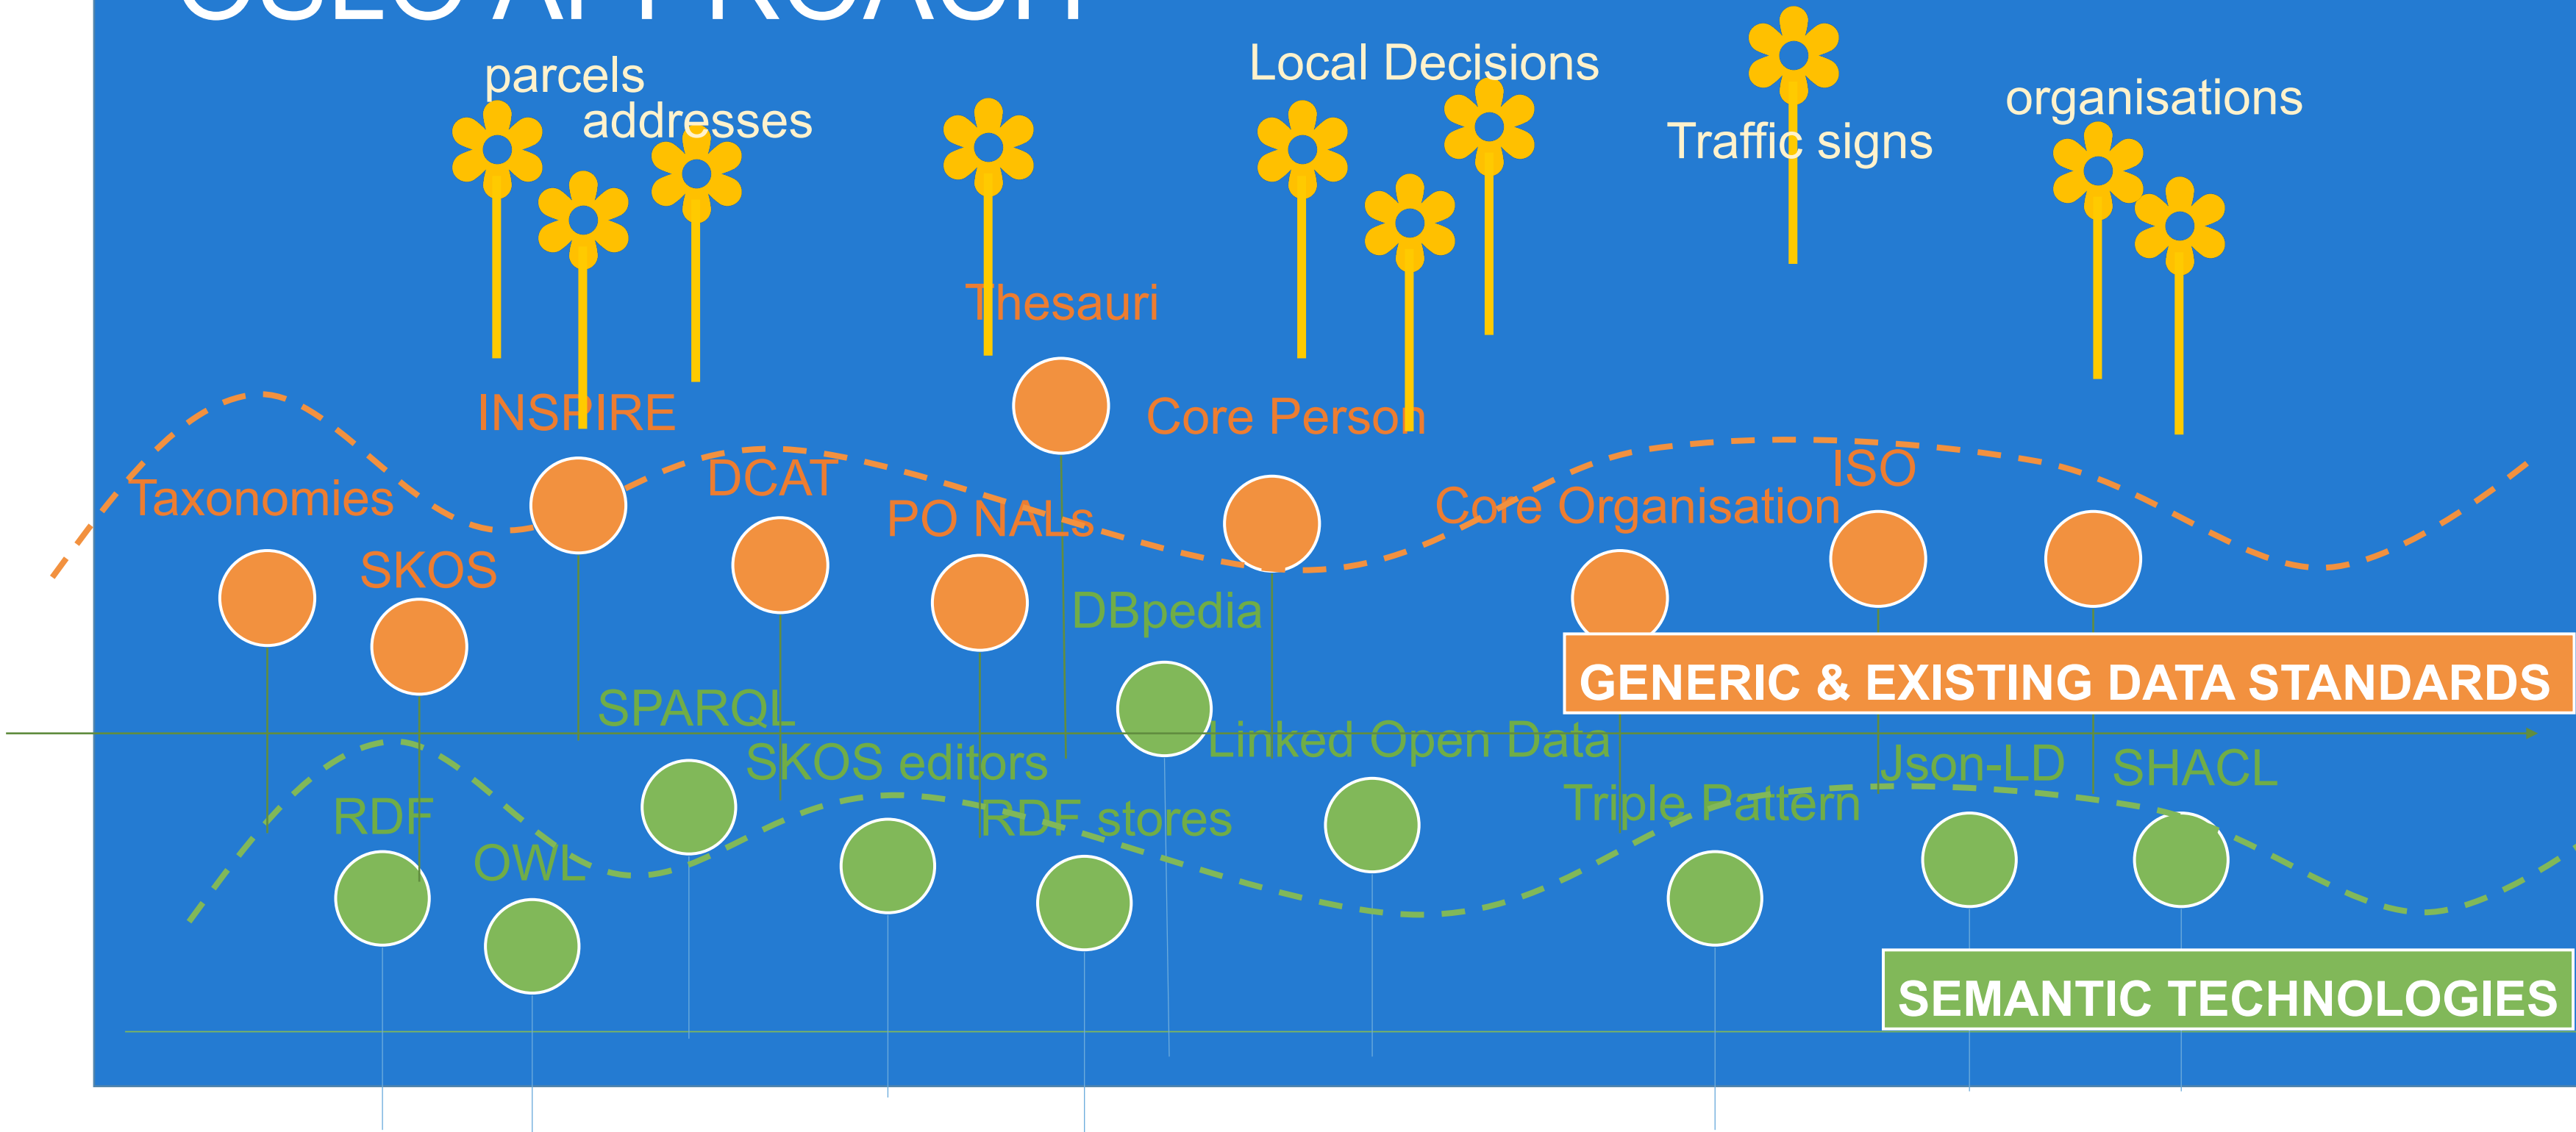 OSLO APPROACH
parcels
addresses
Local Decisions
Traffic signs
organisations
Thesauri
INSPIRE
Core Person
Taxonomies
DCAT
PO NALs
Core Organisation
ISO
SKOS
DBpedia
GENERIC & EXISTING DATA STANDARDS
SPARQL
SKOS editors
Linked Open Data
Json-LD
SHACL
RDF
RDF stores
Triple Pattern
OWL
SEMANTIC TECHNOLOGIES